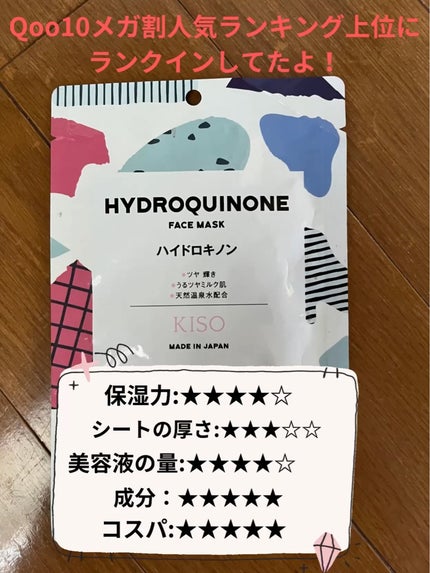 Qoo10メガ割人気ランキング上位に
ランクインしてたよ！
HYDROQUINONE
FACE MASK
ハイドロキノン
ツヤ 輝き
うるツヤミルク肌
天然温泉水配合
KISO
MADE IN JAPAN
保湿力:★★★★☆
シートの厚さ:★★★☆☆
美容液の量:★★★★☆
成分：★★★★★
コスパ:★★★★★